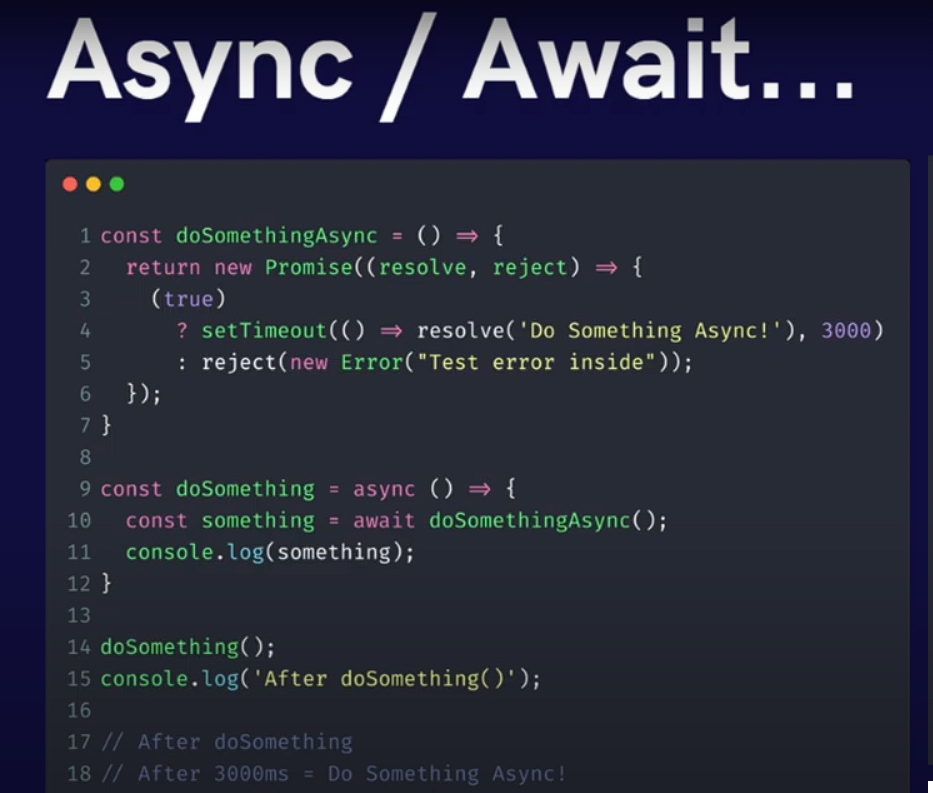 Async / Await...
1 const doSomethingAsync = () => {
2 return new Promise((resolve, reject) => {
3 (true)
4 ? setTimeout(() => resolve('Do Something Async!'), 3000)
5 : reject(new Error("Test error inside"));
6 });
7 }
8
9 const doSomething = async () => {
10 const something = await doSomethingAsync();
11 console.log(something);
12 }
13
14 doSomething();
15 console.log('After doSomething()');
16
17 // After doSomething
18 // After 3000ms = Do Something Async!